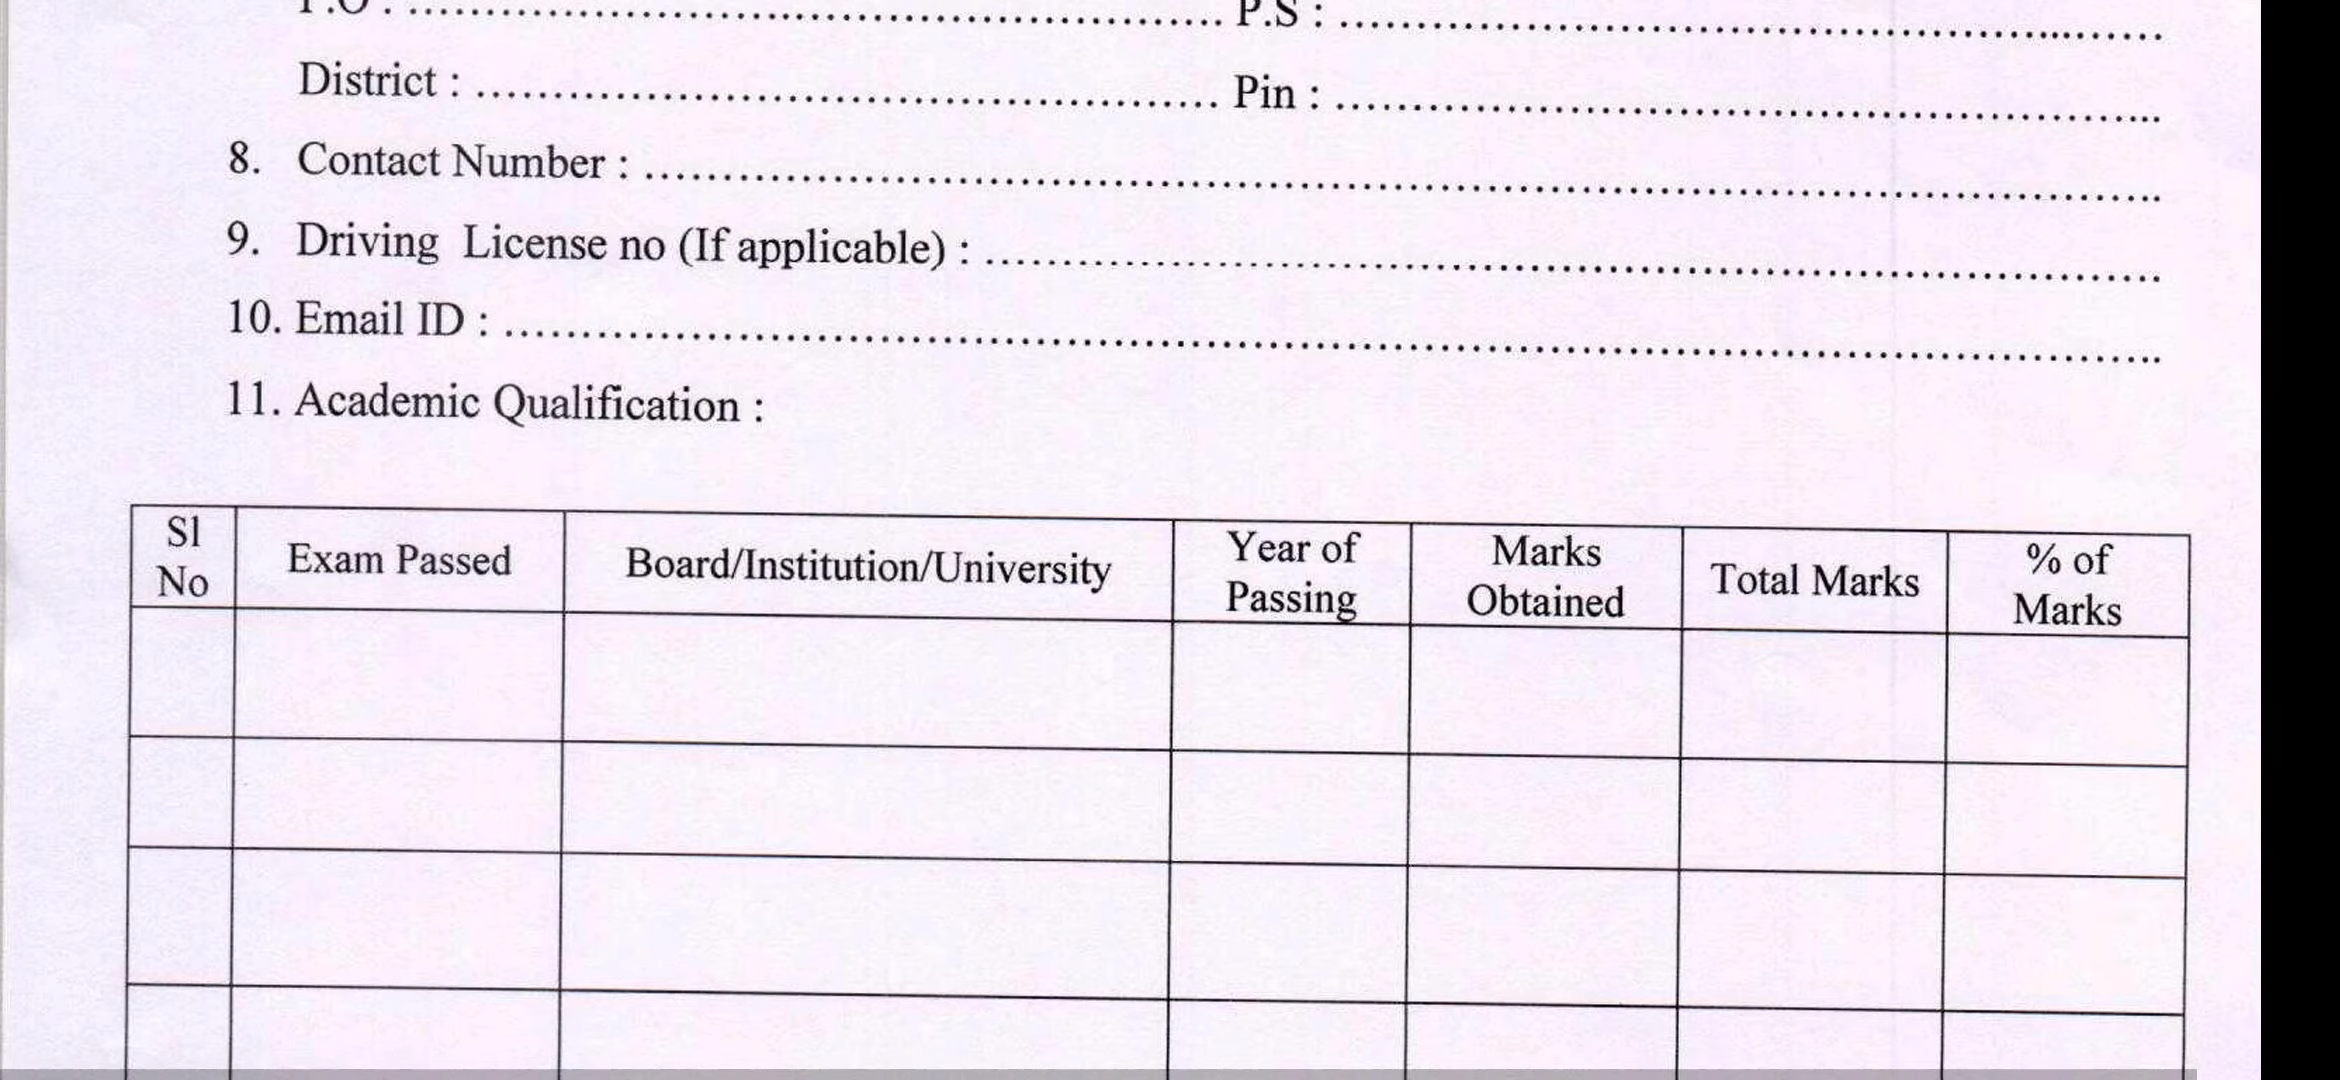 P.O : ........................................................ P.S : ........................................................
District : ................................................ Pin : ........................................................
8. Contact Number : ........................................................................................
9. Driving License no (If applicable) : ........................................................................
10. Email ID : ........................................................................................................
11. Academic Qualification :
Sl No | Exam Passed | Board/Institution/University | Year of Passing | Marks Obtained | Total Marks | % of Marks